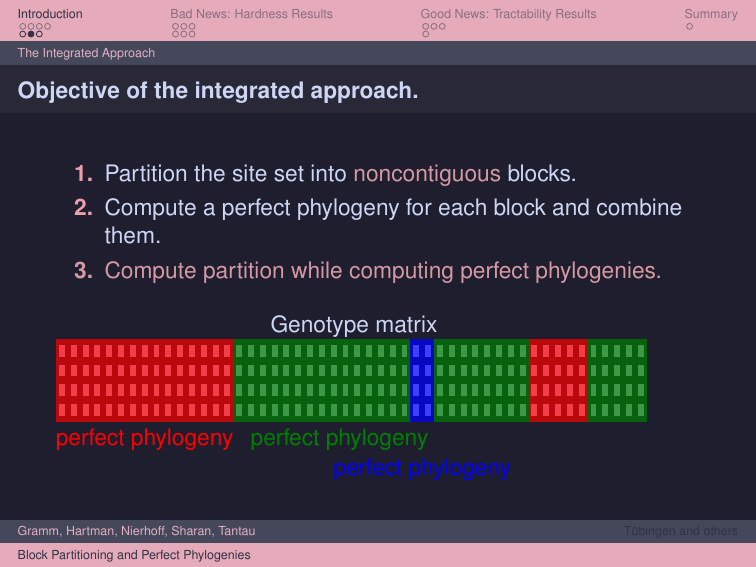 Introduction
Bad News: Hardness Results
Good News: Tractability Results
Summary
The Integrated Approach
Objective of the integrated approach.
1. Partition the site set into noncontiguous blocks.
2. Compute a perfect phylogeny for each block and combine
them.
3. Compute partition while computing perfect phylogenies.
Genotype matrix
perfect phylogeny perfect phylogeny
perfect phylogeny
Gramm, Hartman, Nierhoff, Sharan, Tantau
Tübingen and others
Block Partitioning and Perfect Phylogenies